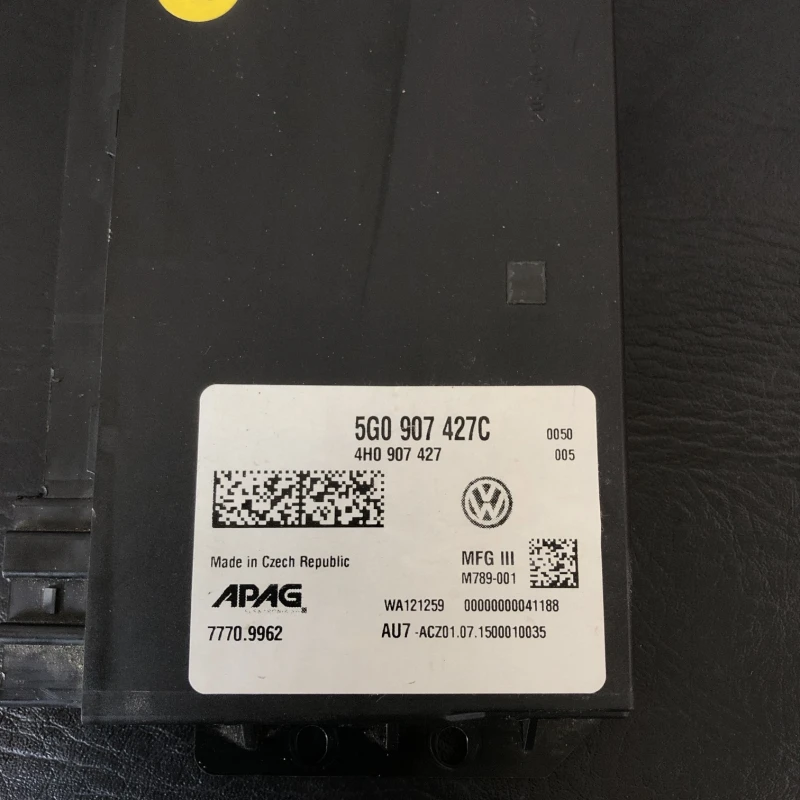 5G0 907 427C 0050
4H0 907 427 005
VW
Made in Czech Republic
MFG III
M789-001
APAG
WA121259 00000000041188
7770.9962
AU7 -ACZ01.07.1500010035